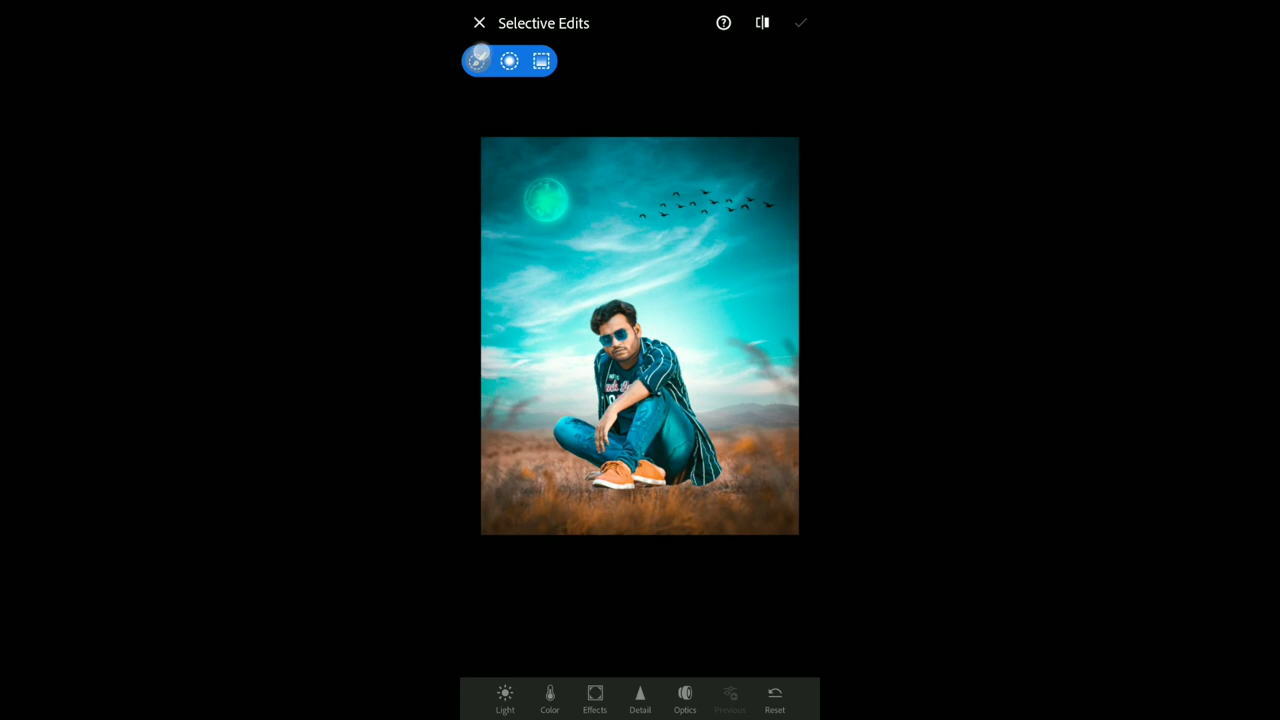 Selective Edits
Light
Color
Effects
Detail
Optics
Previous
Reset